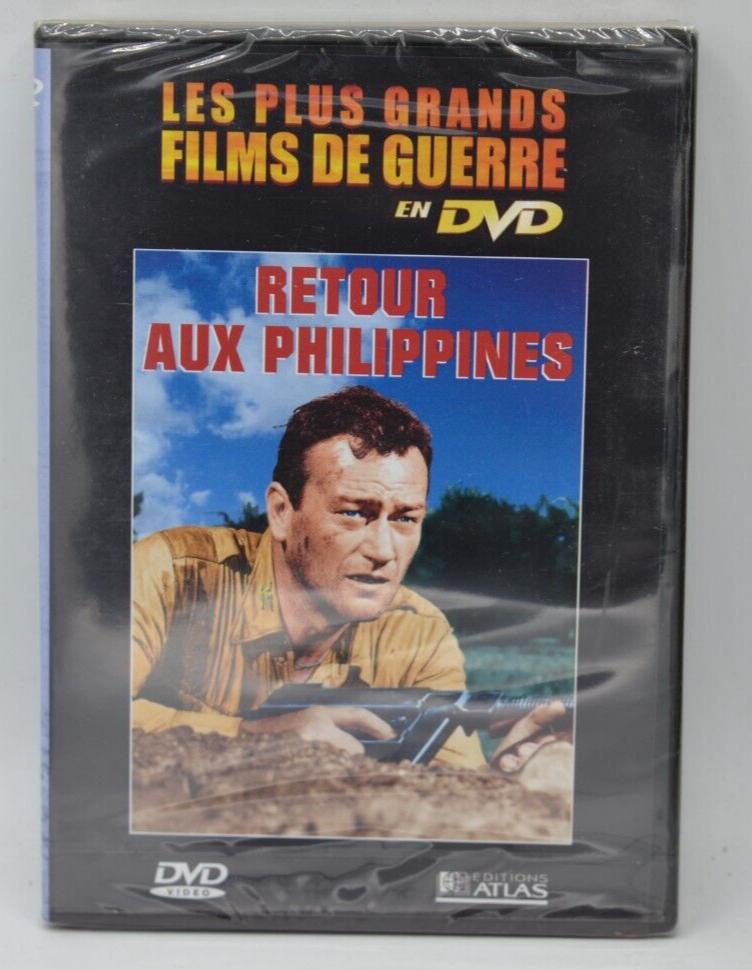 LES PLUS GRANDS
FILMS DE GUERRE
EN DVD
RETOUR
AUX PHILIPPINES
DVD
VIDEO
EDITIONS
ATLAS